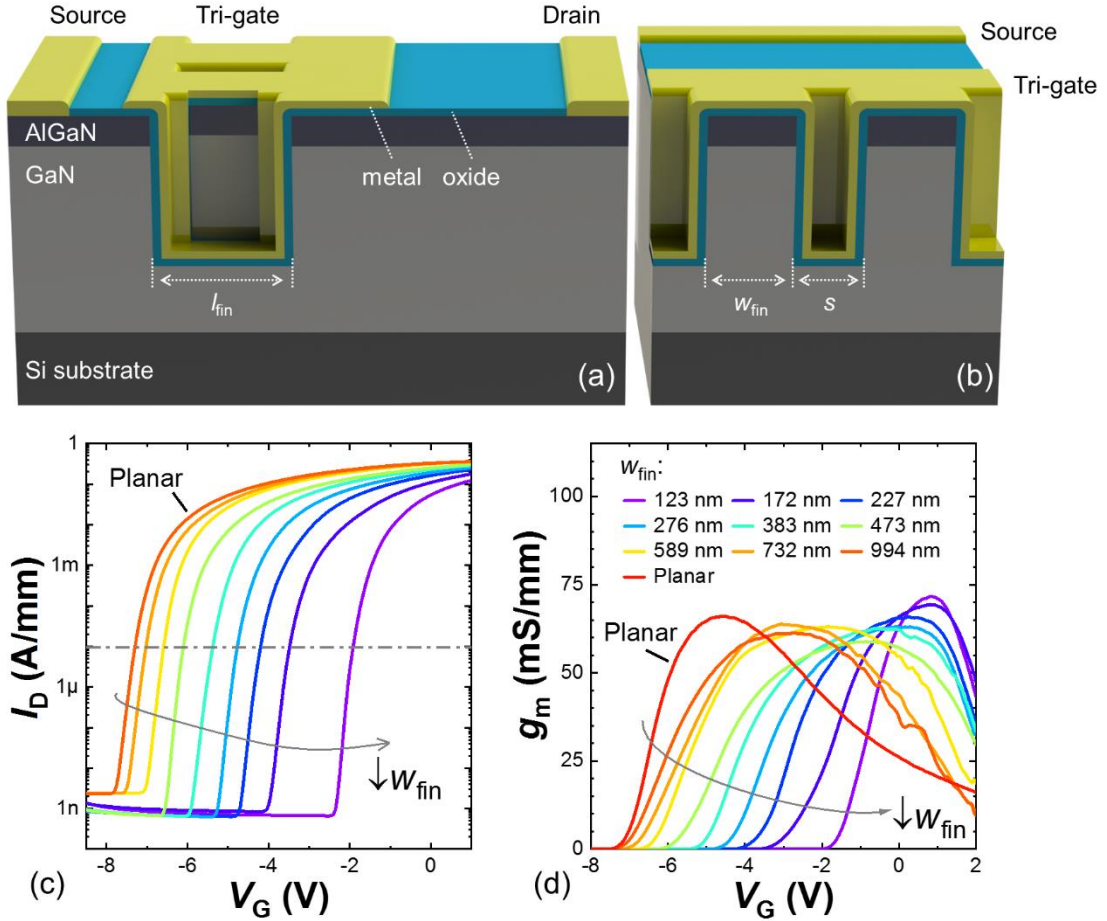 Source Tri-gate Drain
AlGaN
GaN
metal oxide
lfin
Si substrate
(a)
Source
Tri-gate
wfin s
(b)
1
1m
1μ
1n
ID (A/mm)
Planar
↓wfin
-8 -6 -4 -2 0
(c) VG (V)
100
75
50
25
0
gm (mS/mm)
wfin:
123 nm 172 nm 227 nm
276 nm 383 nm 473 nm
589 nm 732 nm 994 nm
Planar
Planar
↓wfin
-8 -6 -4 -2 0 2
(d) VG (V)